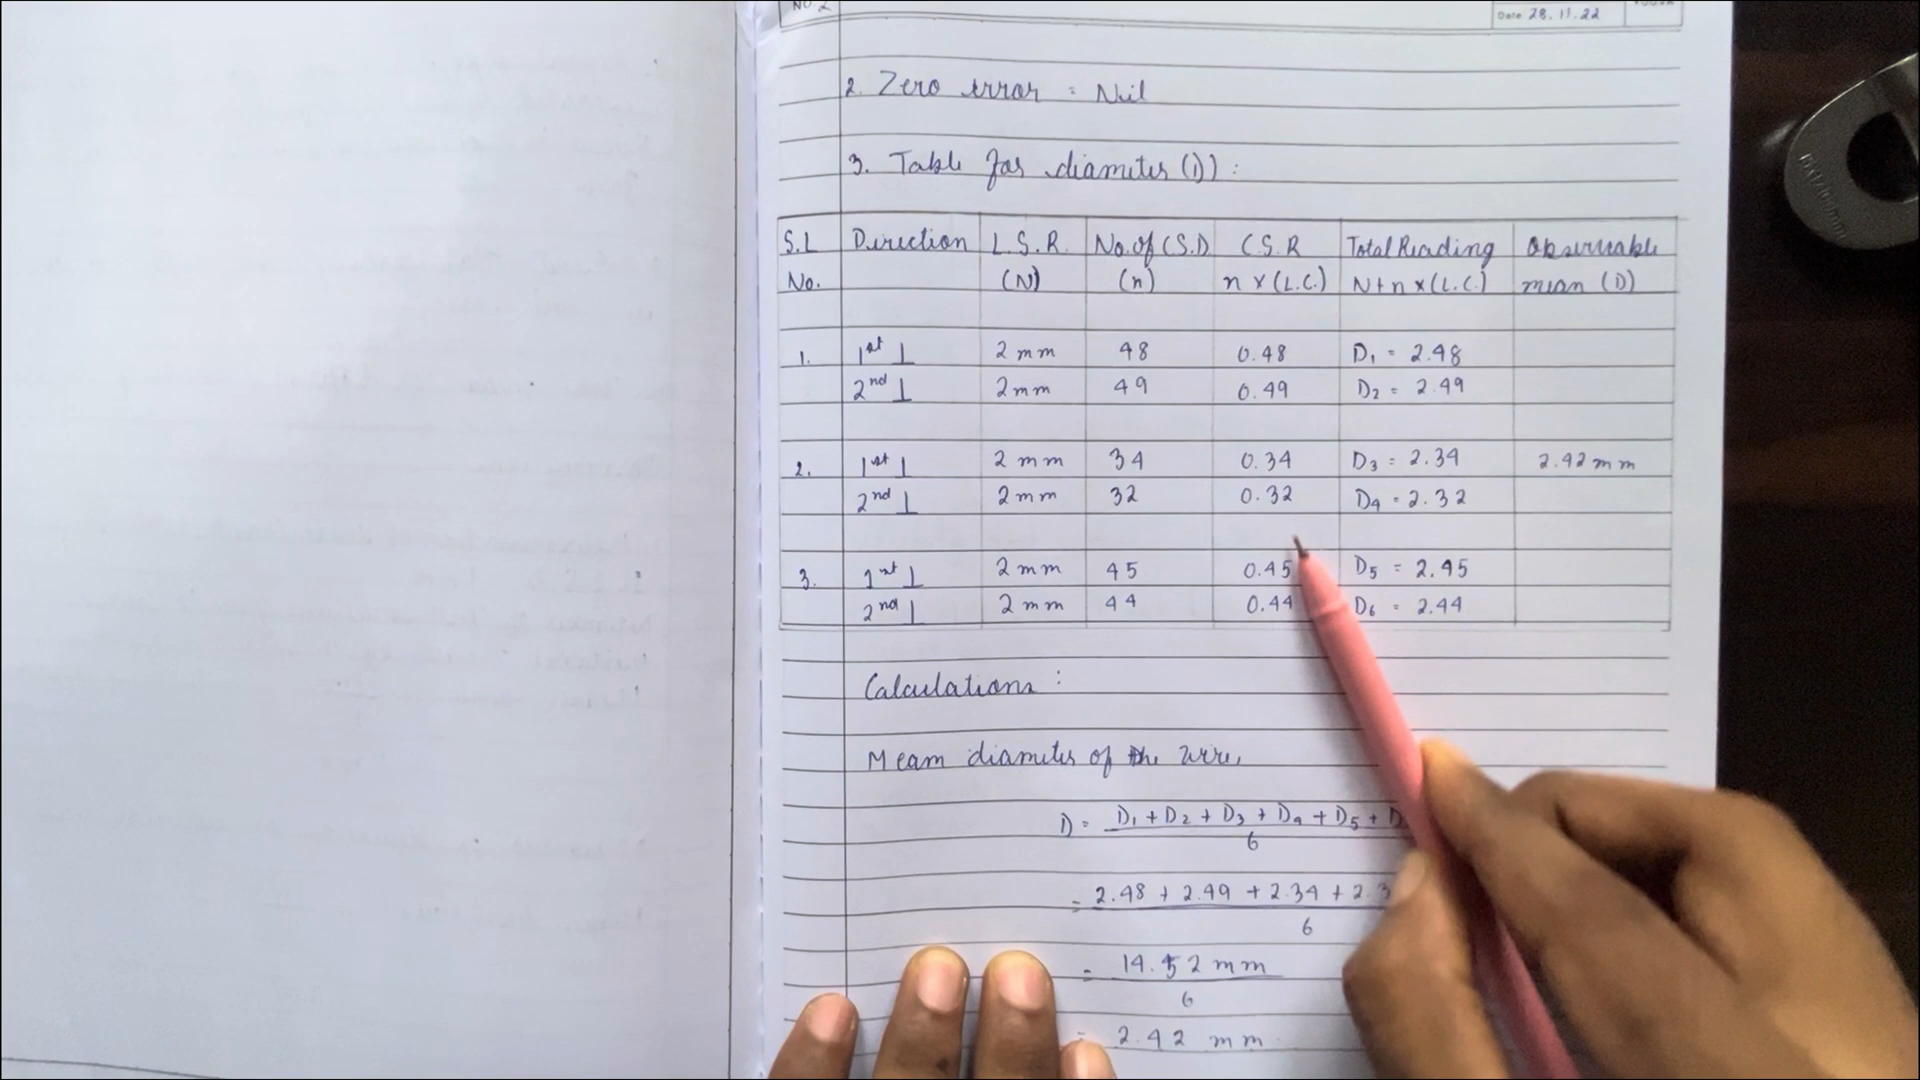 No. 2
Date 28.11.22
2. Zero error = Nil
3. Table for diameter (D):
S.L No. Direction L.S.R. (N) No. of C.S.D. (n) C.S.R n x (L.C.) Total Reading N + n x (L.C.) Observable mean (D)
1. 1st ⊥ 2 mm 48 0.48 D1 = 2.48
2nd ⊥ 2 mm 49 0.49 D2 = 2.49
2. 1st ⊥ 2 mm 34 0.34 D3 = 2.34 2.42 mm
2nd ⊥ 2 mm 32 0.32 D4 = 2.32
3. 1st ⊥ 2 mm 45 0.45 D5 = 2.45
2nd ⊥ 2 mm 44 0.44 D6 = 2.44
Calculations:
Mean diameter of the wire,
D = D1 + D2 + D3 + D4 + D5 +
6
= 2.48 + 2.49 + 2.34 +
6
= 14.52 mm
6
= 2.42 mm